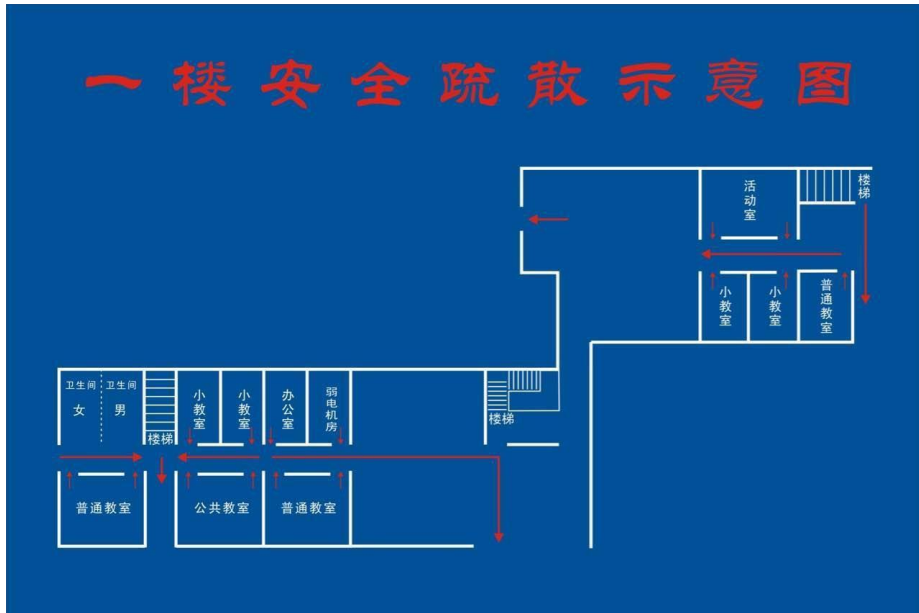 一楼安全疏散示意图
活动室
楼梯
小教室
小教室
普通教室
卫生间
女
卫生间
男
楼梯
小教室
小教室
办公室
弱电机房
楼梯
普通教室
公共教室
普通教室